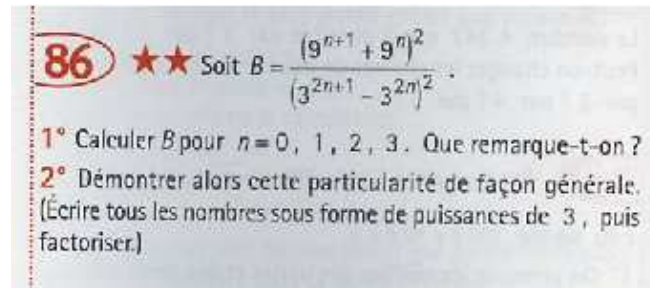 86 ★★ Soit B = (9^{n+1} + 9^n)^2 / (3^{2n+1} - 3^{2n})^2 .
1° Calculer B pour n = 0, 1, 2, 3. Que remarque-t-on ?
2° Démontrer alors cette particularité de façon générale.
(Écrire tous les nombres sous forme de puissances de 3, puis
factoriser.)